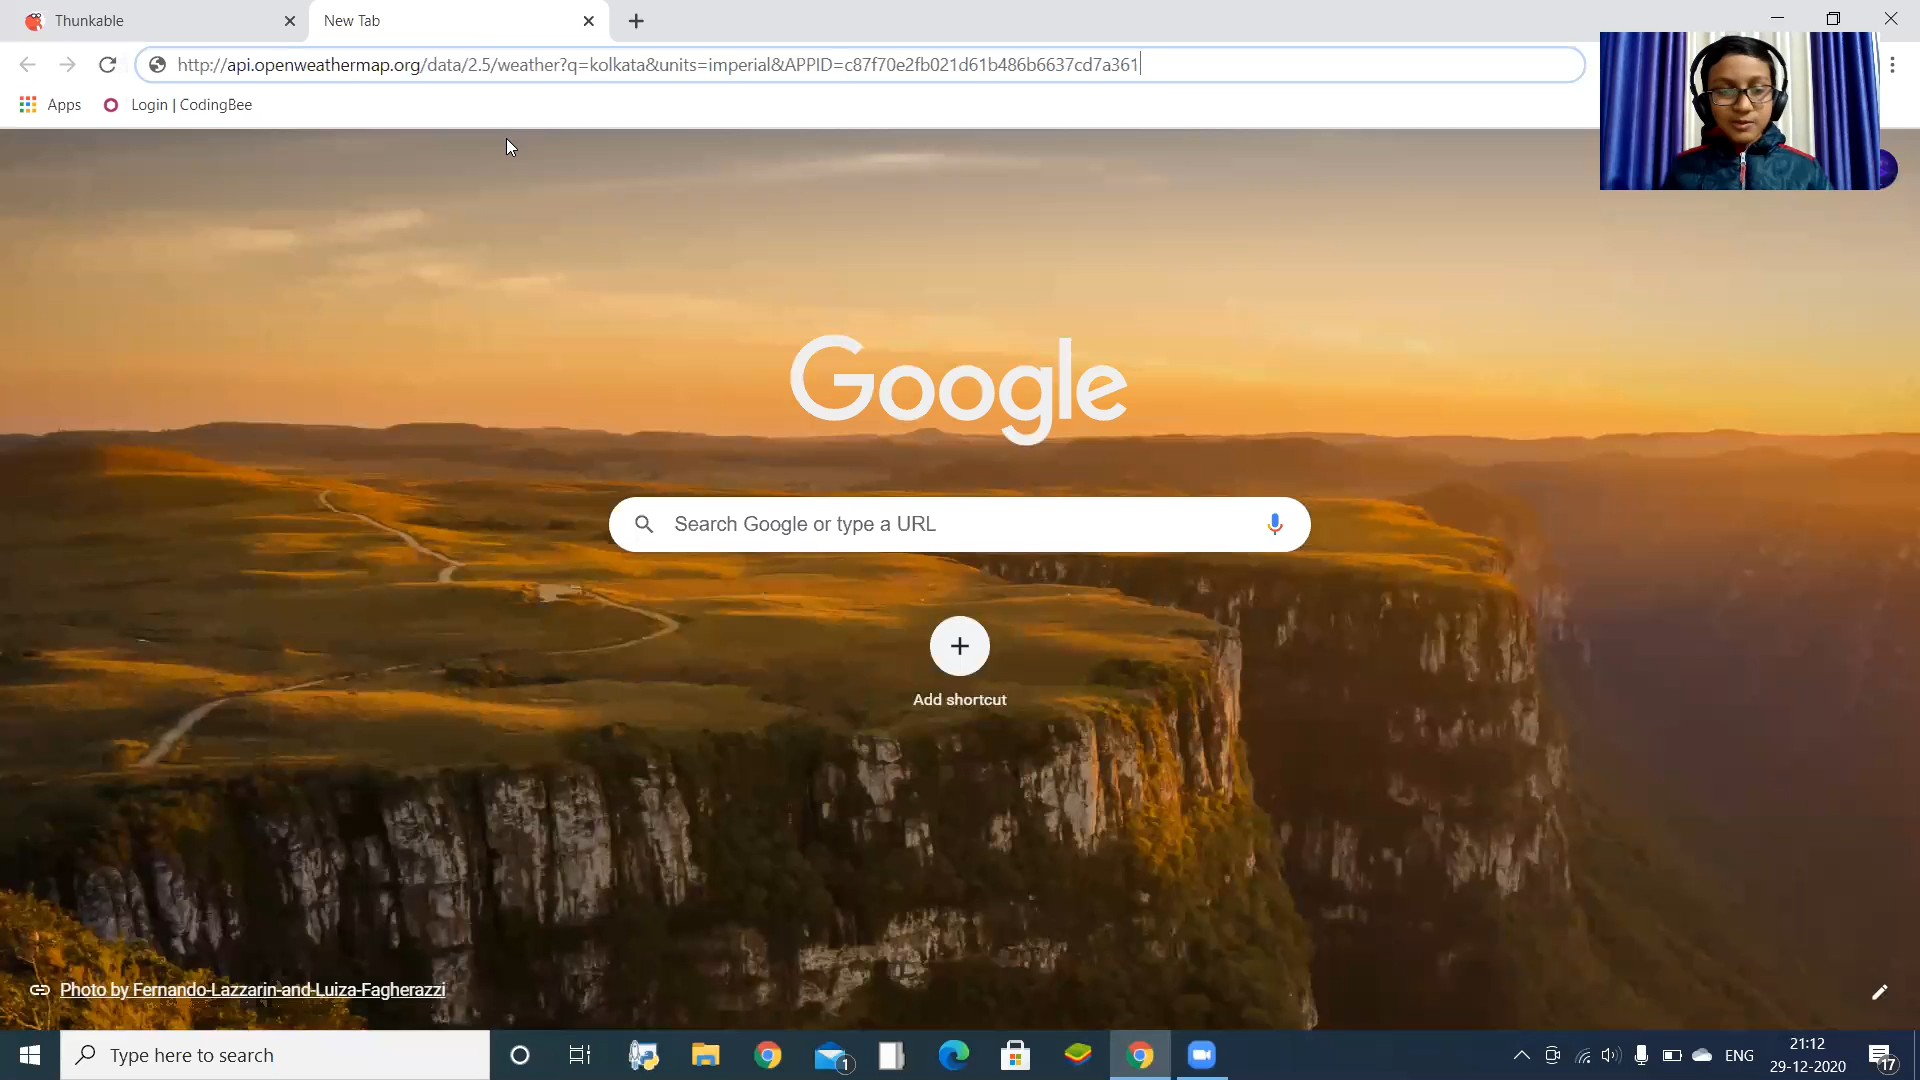 Thunkable
New Tab
http://api.openweathermap.org/data/2.5/weather?q=kolkata&units=imperial&APPID=c87f70e2fb021d61b486b6637cd7a361
Apps
Login | CodingBee
Google
Search Google or type a URL
Add shortcut
Photo by Fernando-Lazzarin-and-Luiza-Fagherazzi
Type here to search
1
ENG
21:12
29-12-2020
17